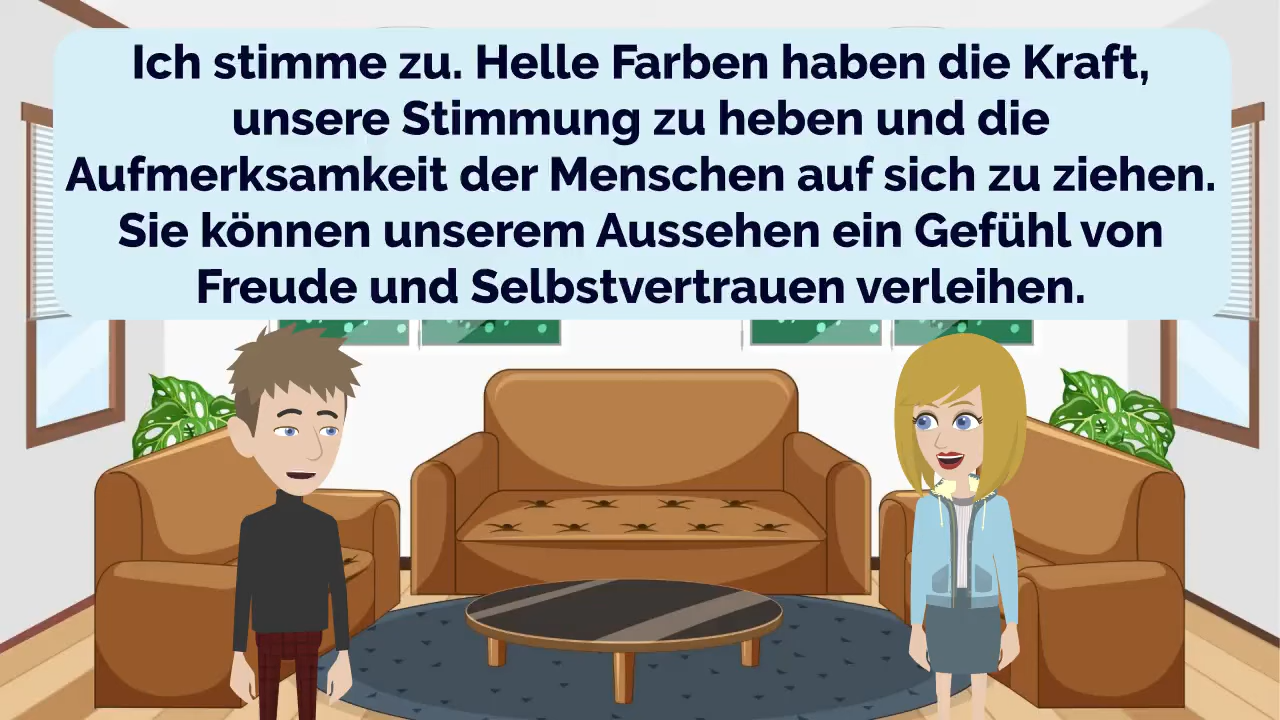 Ich stimme zu. Helle Farben haben die Kraft,
unsere Stimmung zu heben und die
Aufmerksamkeit der Menschen auf sich zu ziehen.
Sie können unserem Aussehen ein Gefühl von
Freude und Selbstvertrauen verleihen.